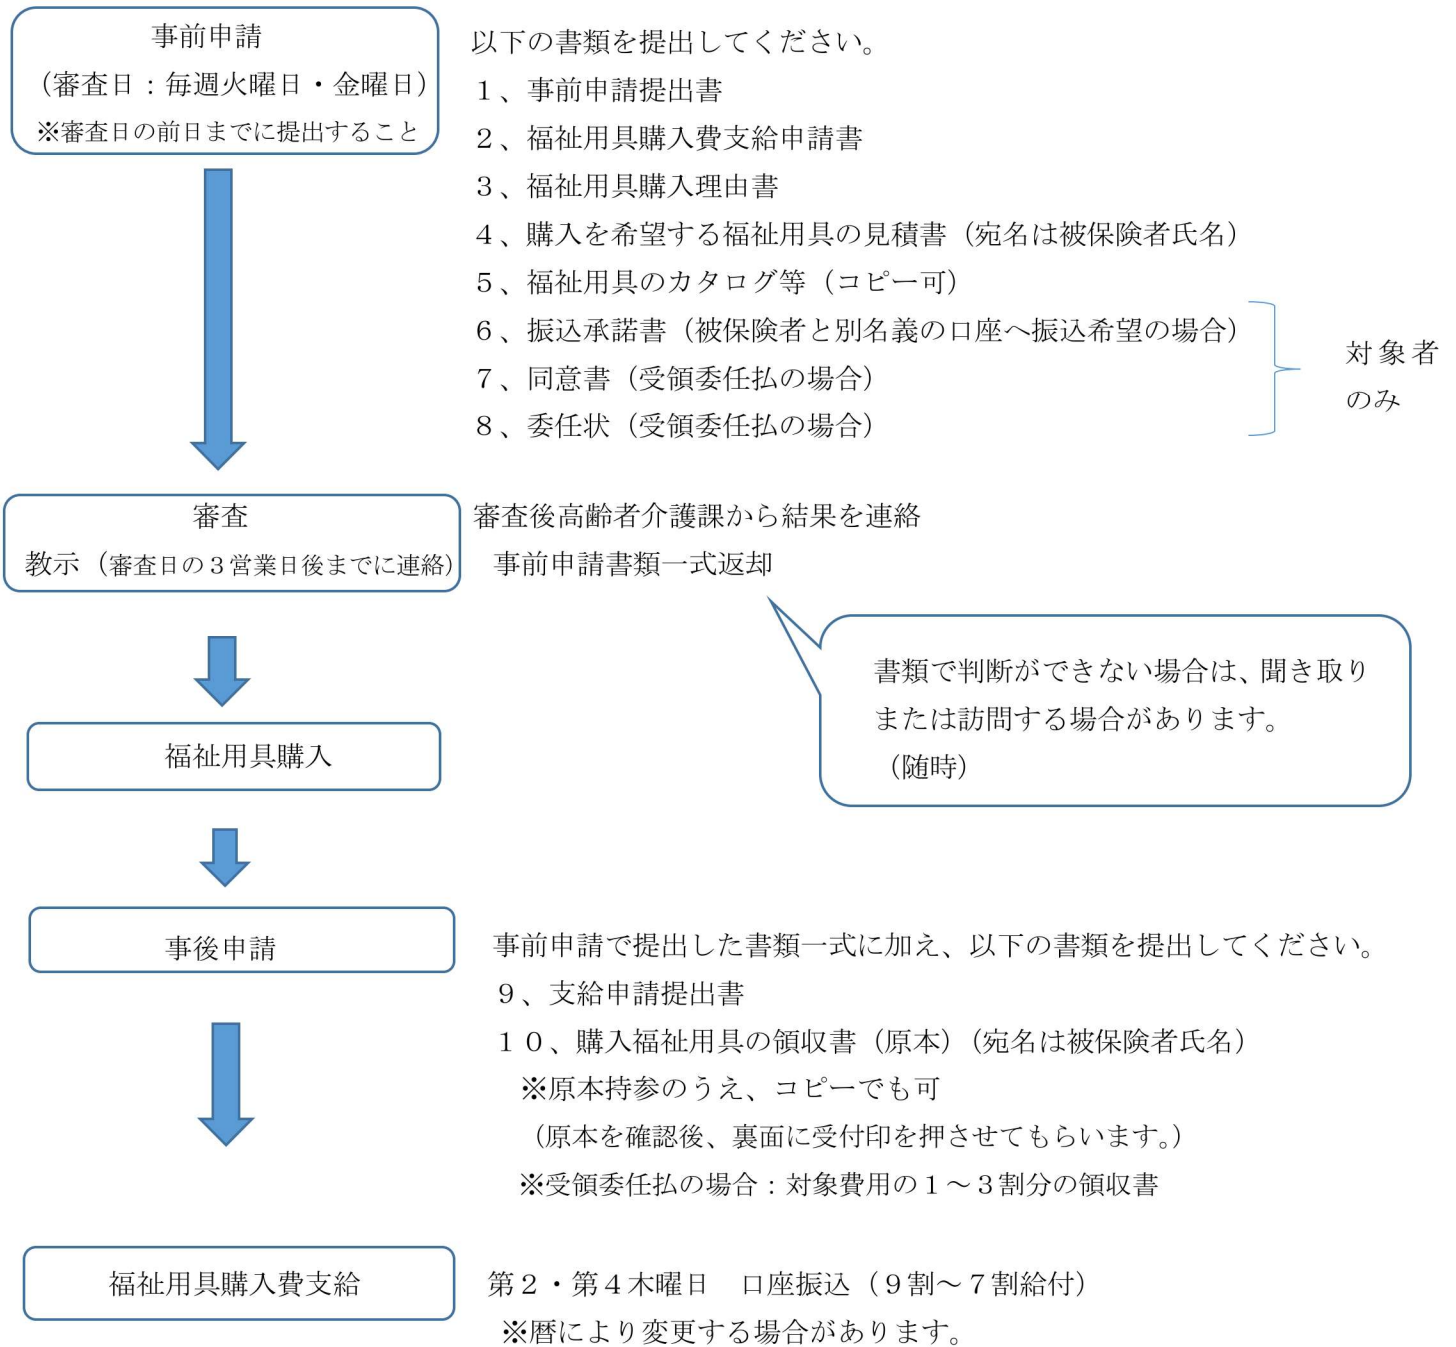 事前申請
（審査日：毎週火曜日・金曜日）
※審査日の前日までに提出すること
以下の書類を提出してください。
１、事前申請提出書
２、福祉用具購入費支給申請書
３、福祉用具購入理由書
４、購入を希望する福祉用具の見積書（宛名は被保険者氏名）
５、福祉用具のカタログ等（コピー可）
６、振込承諾書（被保険者と別名義の口座へ振込希望の場合）
７、同意書（受領委任払の場合）
８、委任状（受領委任払の場合）
対象者
のみ
審査
教示（審査日の３営業日後までに連絡）
審査後高齢者介護課から結果を連絡
事前申請書類一式返却
書類で判断ができない場合は、聞き取り
または訪問する場合があります。
（随時）
福祉用具購入
事後申請
事前申請で提出した書類一式に加え、以下の書類を提出してください。
９、支給申請提出書
１０、購入福祉用具の領収書（原本）（宛名は被保険者氏名）
※原本持参のうえ、コピーでも可
（原本を確認後、裏面に受付印を押させてもらいます。）
※受領委任払の場合：対象費用の１～３割分の領収書
福祉用具購入費支給
第２・第４木曜日　口座振込（９割～７割給付）
※暦により変更する場合があります。